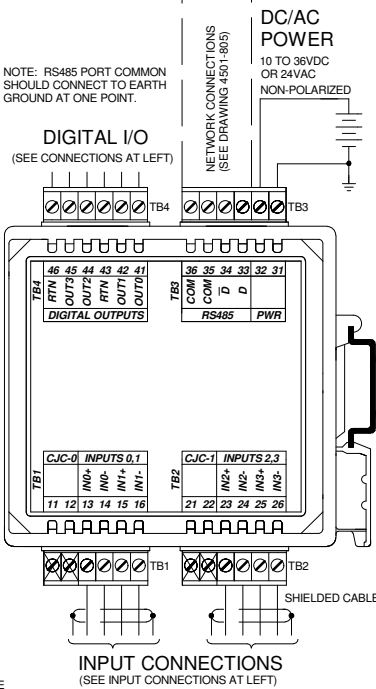 DC/AC
POWER
10 TO 36VDC
OR 24VAC
NON-POLARIZED
NETWORK CONNECTIONS
(SEE DRAWING 4501-805)
NOTE: RS485 PORT COMMON
SHOULD CONNECT TO EARTH
GROUND AT ONE POINT.
DIGITAL I/O
(SEE CONNECTIONS AT LEFT)
TB4
TB3
TB4
46 45 44 43 42 41
RTN OUT3 OUT2 RTN OUT1 OUT0
DIGITAL OUTPUTS
TB3
36 35 34 33 32 31
COM COM D̅ D
RS485 PWR
TB1
CJC-0 INPUTS 0,1
IN0+ IN0- IN1+ IN1-
11 12 13 14 15 16
TB2
CJC-1 INPUTS 2,3
IN2+ IN2- IN3+ IN3-
21 22 23 24 25 26
TB1
TB2
SHIELDED CABLE
INPUT CONNECTIONS
(SEE INPUT CONNECTIONS AT LEFT)
E